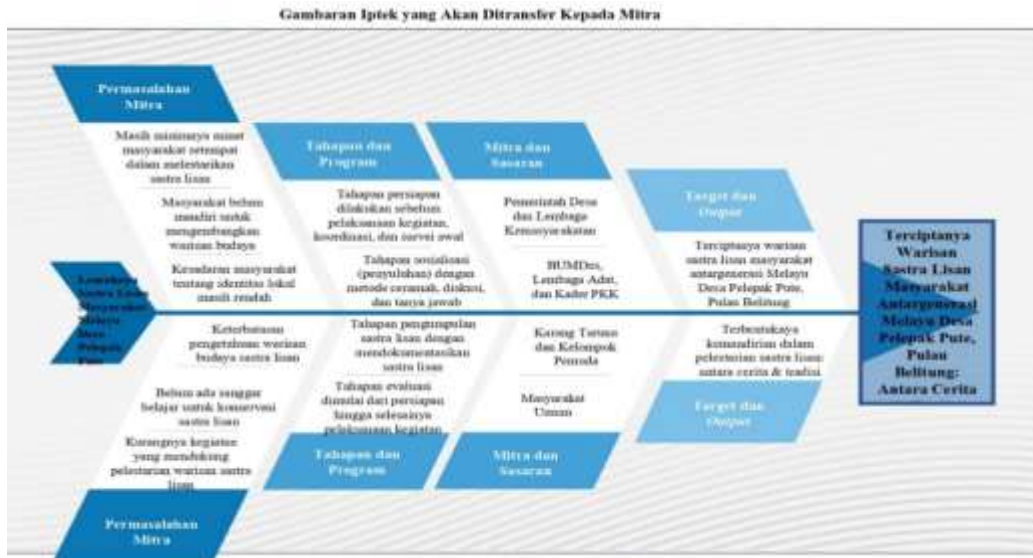 Gambaran Iptek yang Akan Ditransfer Kepada Mitra
Permasalahan
Mitra
Masih minimnya minat
masyarakat setempat
dalam melestarikan
sastra lisan
Masyarakat belum
mandiri untuk
mengembangkan
warisan budaya
Kesadaran masyarakat
tentang identitas lokal
masih rendah
Keterbatasan
pengetahuan warisan
budaya sastra lisan
Belum ada sanggar
belajar untuk konservasi
sastra lisan
Kurangnya kegiatan
yang mendukung
pelestarian warisan sastra
lisan
Permasalahan
Mitra
Tahapan dan
Program
Tahapan persiapan
dilakukan sebelum
pelaksanaan kegiatan,
koordinasi, dan survei awal
Tahapan sosialisasi
(penyuluhan) dengan
metode ceramah, diskusi,
dan tanya jawab
Tahapan pengumpulan
sastra lisan dengan
mendokumentasikan
sastra lisan
Tahapan evaluasi
dimulai dari persiapan
hingga selesainya
pelaksanaan kegiatan
Tahapan dan
Program
Mitra dan
Sasaran
Pemerintah Desa
dan Lembaga
Kemasyarakatan
BUMDes,
Lembaga Adat,
dan Kader PKK
Karang Taruna
dan Kelompok
Pemuda
Masyarakat
Umum
Mitra dan
Sasaran
Target dan
Output
Terciptanya warisan
sastra lisan masyarakat
antargenerasi Melayu
Desa Pelepak Pute,
Pulau Belitung
Terbentuknya
kemandirian dalam
pelestarian sastra lisan:
antara cerita & tradisi
Target dan
Output
Terciptanya
Warisan
Sastra Lisan
Masyarakat
Antargenerasi
Melayu Desa
Pelepak Pute,
Pulau
Belitung:
Antara Cerita
Sastra Lisan
Masyarakat
Melayu
Desa
Pelepak
Pute